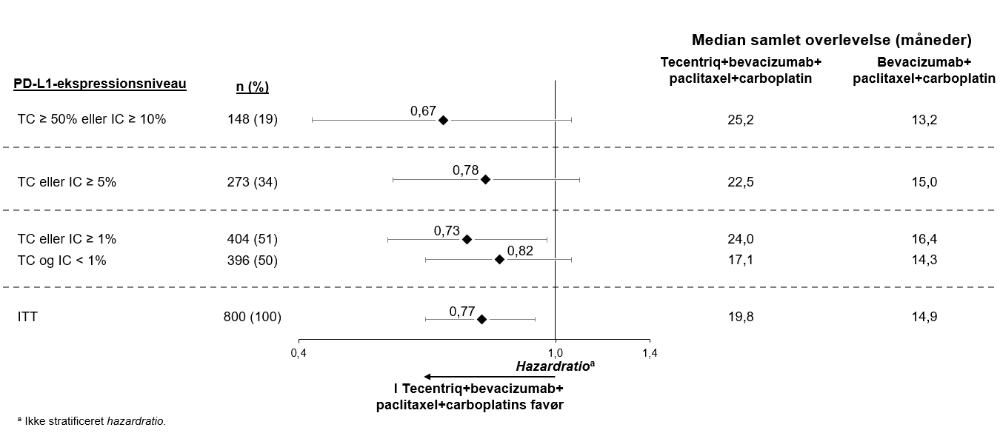 Median samlet overlevelse (måneder)
Tecentriq+bevacizumab+
paclitaxel+carboplatin
Bevacizumab+
paclitaxel+carboplatin
PD-L1-ekspressionsniveau n (%)
TC ≥ 50% eller IC ≥ 10% 148 (19) 0,67 25,2 13,2
TC eller IC ≥ 5% 273 (34) 0,78 22,5 15,0
TC eller IC ≥ 1% 404 (51) 0,73 24,0 16,4
TC og IC < 1% 396 (50) 0,82 17,1 14,3
ITT 800 (100) 0,77 19,8 14,9
0,4 1,0 1,4
Hazardratioᵃ
I Tecentriq+bevacizumab+
paclitaxel+carboplatins favør
ᵃ Ikke stratificeret hazardratio.